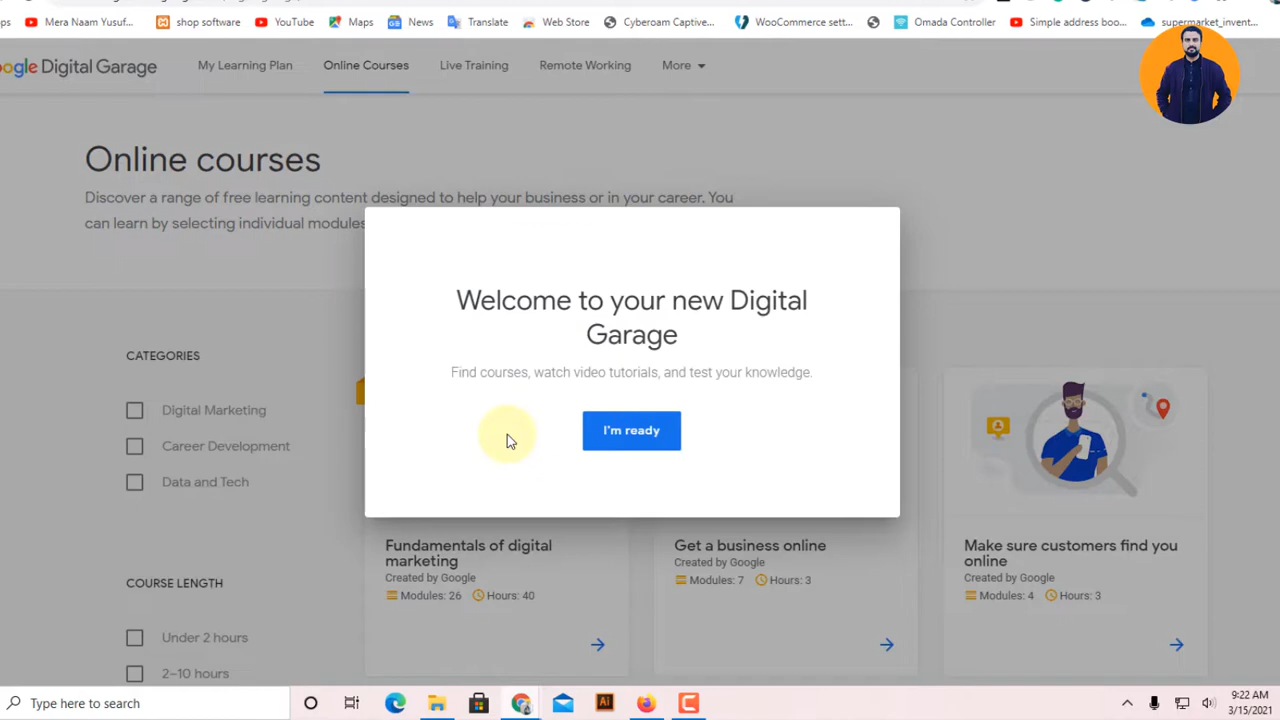 Mera Naam Yusuf...
shop software
YouTube
Maps
News
Translate
Web Store
Cyberoam Captive...
WooCommerce sett...
Omada Controller
Simple address boo...
supermarket_invent...
ogle Digital Garage
My Learning Plan
Online Courses
Live Training
Remote Working
More
Online courses
Discover a range of free learning content designed to help your business or in your career. You
can learn by selecting individual modules
Welcome to your new Digital
Garage
Find courses, watch video tutorials, and test your knowledge.
I'm ready
CATEGORIES
Digital Marketing
Career Development
Data and Tech
COURSE LENGTH
Under 2 hours
2–10 hours
Fundamentals of digital
marketing
Created by Google
Modules: 26 Hours: 40
Get a business online
Created by Google
Modules: 7 Hours: 3
Make sure customers find you
online
Created by Google
Modules: 4 Hours: 3
Type here to search
Ai
9:22 AM
3/15/2021